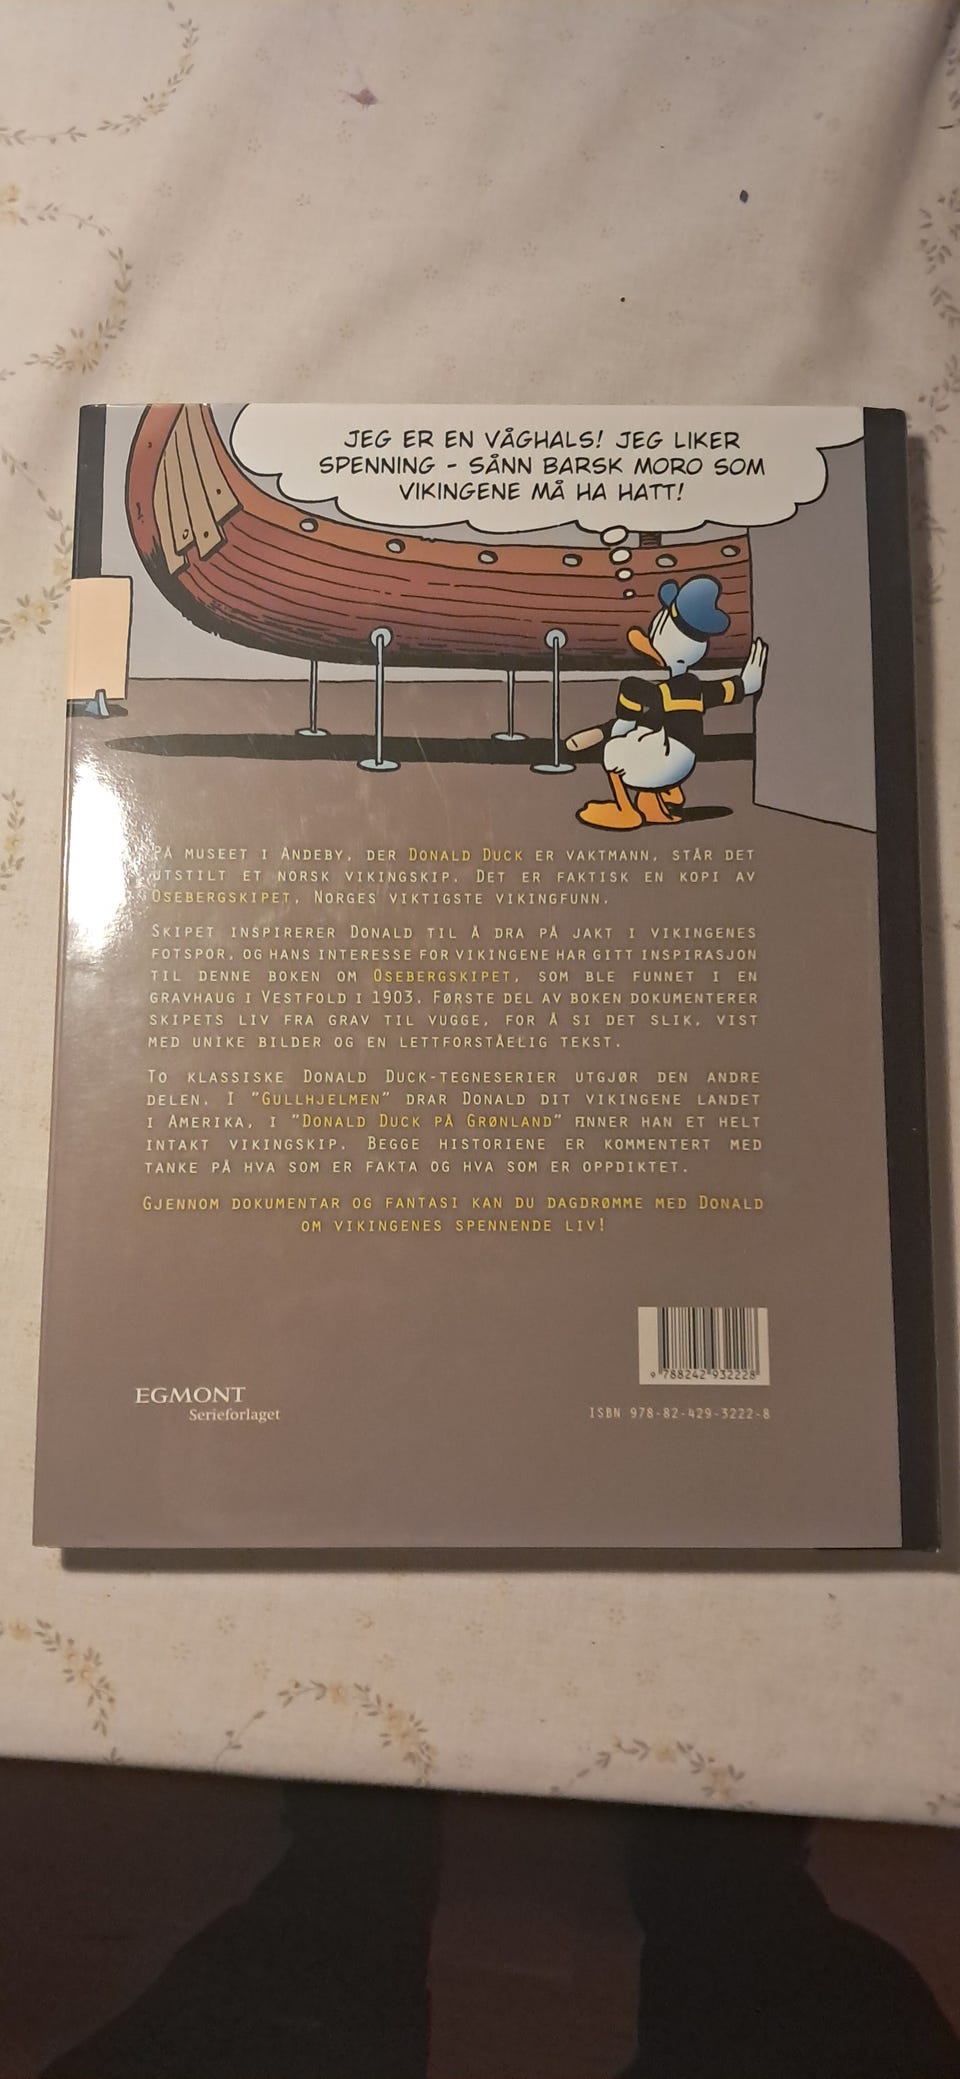 JEG ER EN VÅGHALS! JEG LIKER
SPENNING - SÅNN BARSK MORO SOM
VIKINGENE MÅ HA HATT!
PÅ MUSEET I ANDEBY, DER DONALD DUCK ER VAKTMANN, STÅR DET
UTSTILT ET NORSK VIKINGSKIP. DET ER FAKTISK EN KOPI AV
OSEBERGSKIPET, NORGES VIKTIGSTE VIKINGFUNN.
SKIPET INSPIRERER DONALD TIL Å DRA PÅ JAKT I VIKINGENES
FOTSPOR, OG HANS INTERESSE FOR VIKINGENE HAR GITT INSPIRASJON
TIL DENNE BOKEN OM OSEBERGSKIPET, SOM BLE FUNNET I EN
GRAVHAUG I VESTFOLD I 1903. FØRSTE DEL AV BOKEN DOKUMENTERER
SKIPETS LIV FRA GRAV TIL VUGGE, FOR Å SI DET SLIK, VIST
MED UNIKE BILDER OG EN LETTFORSTÅELIG TEKST.
TO KLASSISKE DONALD DUCK-TEGNESERIER UTGJØR DEN ANDRE
DELEN. I "GULLHJELMEN" DRAR DONALD DIT VIKINGENE LANDET
I AMERIKA, I "DONALD DUCK PÅ GRØNLAND" FINNER HAN ET HELT
INTAKT VIKINGSKIP. BEGGE HISTORIENE ER KOMMENTERT MED
TANKE PÅ HVA SOM ER FAKTA OG HVA SOM ER OPPDIKTET.
GJENNOM DOKUMENTAR OG FANTASI KAN DU DAGDRØMME MED DONALD
OM VIKINGENES SPENNENDE LIV!
9 788242 932228
EGMONT
Serieforlaget
ISBN 978-82-429-3222-8